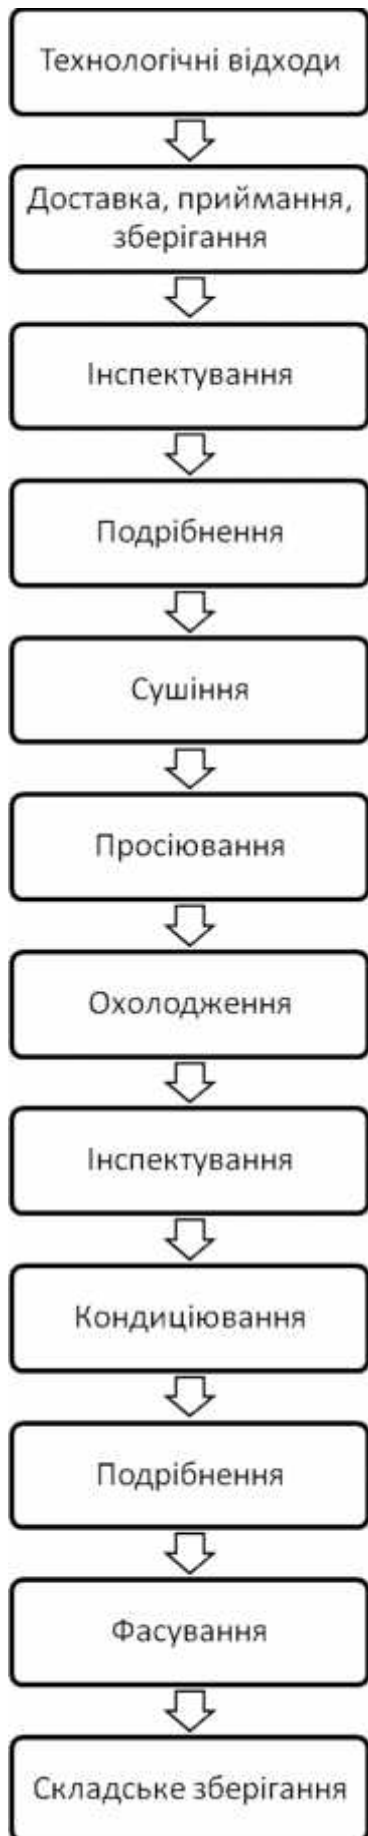 Технологічні відходи
Доставка, приймання,
зберігання
Інспектування
Подрібнення
Сушіння
Просіювання
Охолодження
Інспектування
Кондиціювання
Подрібнення
Фасування
Складське зберігання